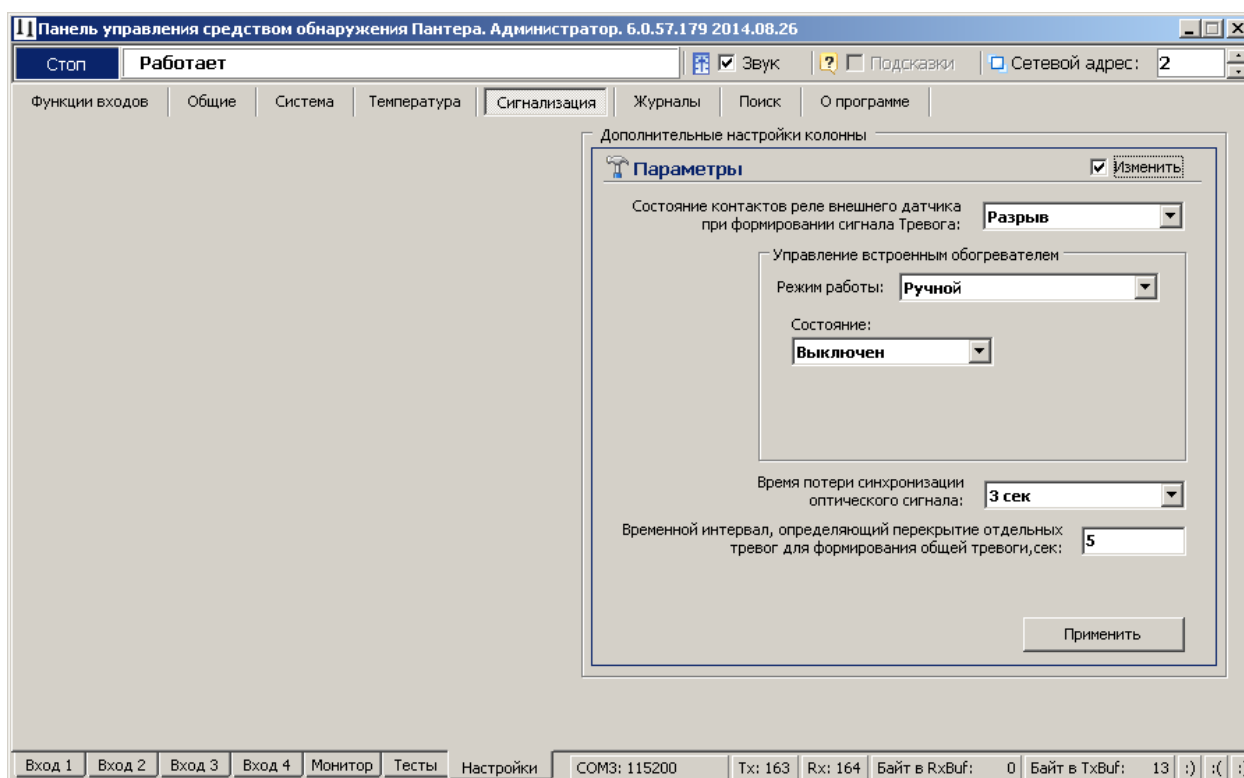 Панель управления средством обнаружения Пантера. Администратор. 6.0.57.179 2014.08.26
Стоп Работает Звук Подсказки Сетевой адрес: 2
Функции входов Общие Система Температура Сигнализация Журналы Поиск О программе
Дополнительные настройки колонны
Параметры Изменить
Состояние контактов реле внешнего датчика
при формировании сигнала Тревога: Разрыв
Управление встроенным обогревателем
Режим работы: Ручной
Состояние:
Выключен
Время потери синхронизации
оптического сигнала: 3 сек
Временной интервал, определяющий перекрытие отдельных
тревог для формирования общей тревоги,сек: 5
Применить
Вход 1 Вход 2 Вход 3 Вход 4 Монитор Тесты Настройки COM3: 115200 Tx: 163 Rx: 164 Байт в RxBuf: 0 Байт в TxBuf: 13 :) :(